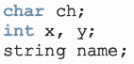 char ch;
int x, y;
string name;